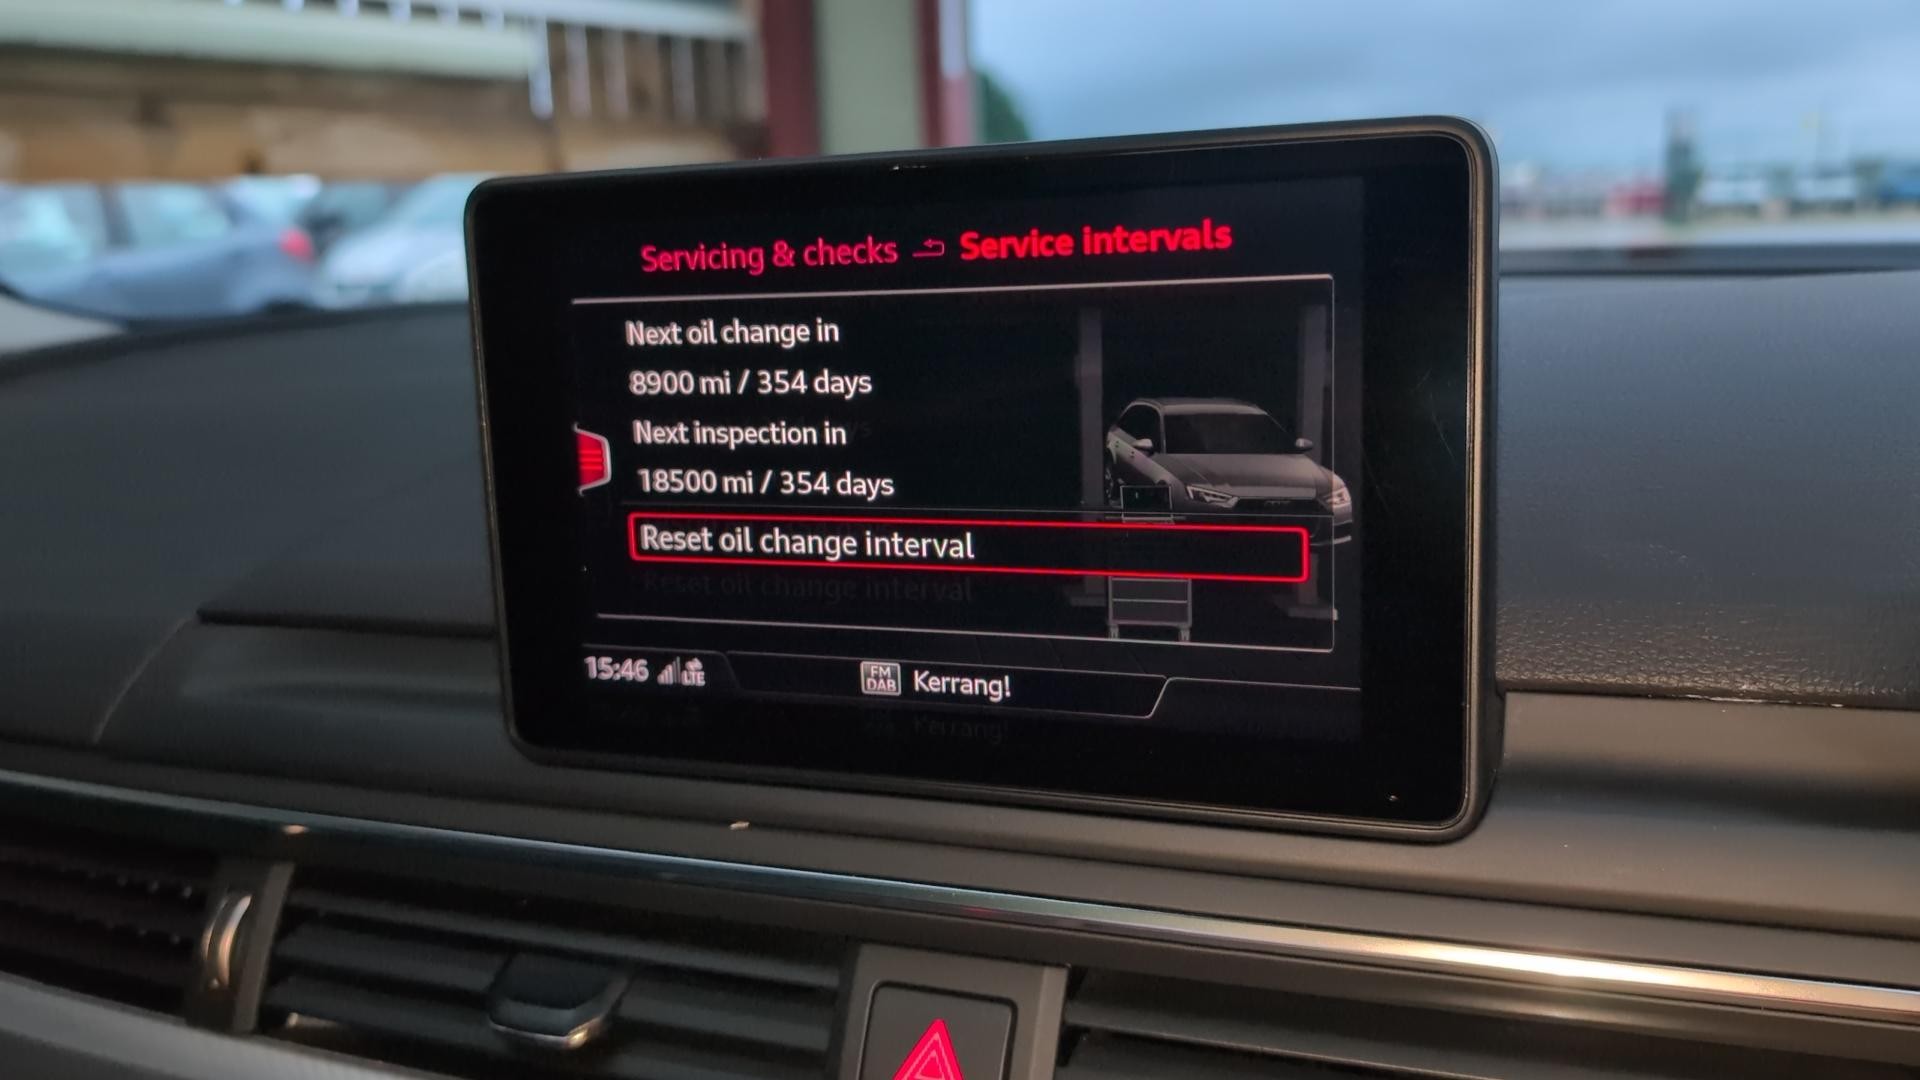 Servicing & checks Service intervals
Next oil change in
8900 mi / 354 days
Next inspection in
18500 mi / 354 days
Reset oil change interval
15:46 LTE FM DAB Kerrang!